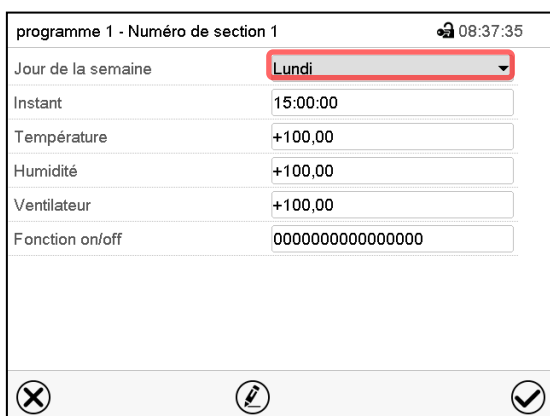 programme 1 - Numéro de section 1 08:37:35
Jour de la semaine Lundi
Instant 15:00:00
Température +100,00
Humidité +100,00
Ventilateur +100,00
Fonction on/off 0000000000000000